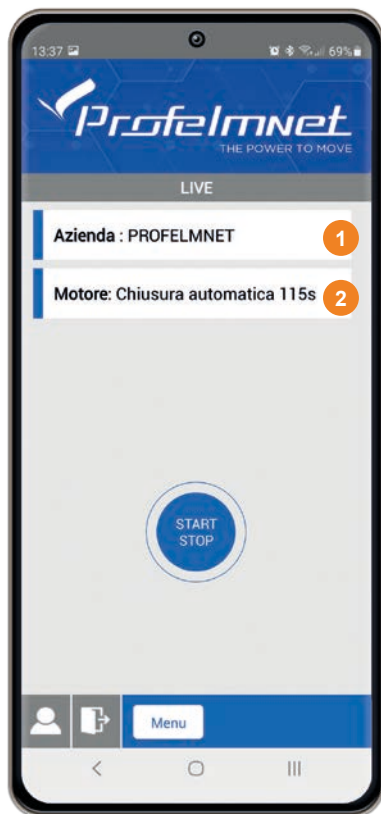 13:37 69%
Profelmnet
THE POWER TO MOVE
LIVE
Azienda : PROFELMNET 1
Motore: Chiusura automatica 115s 2
START
STOP
Menu